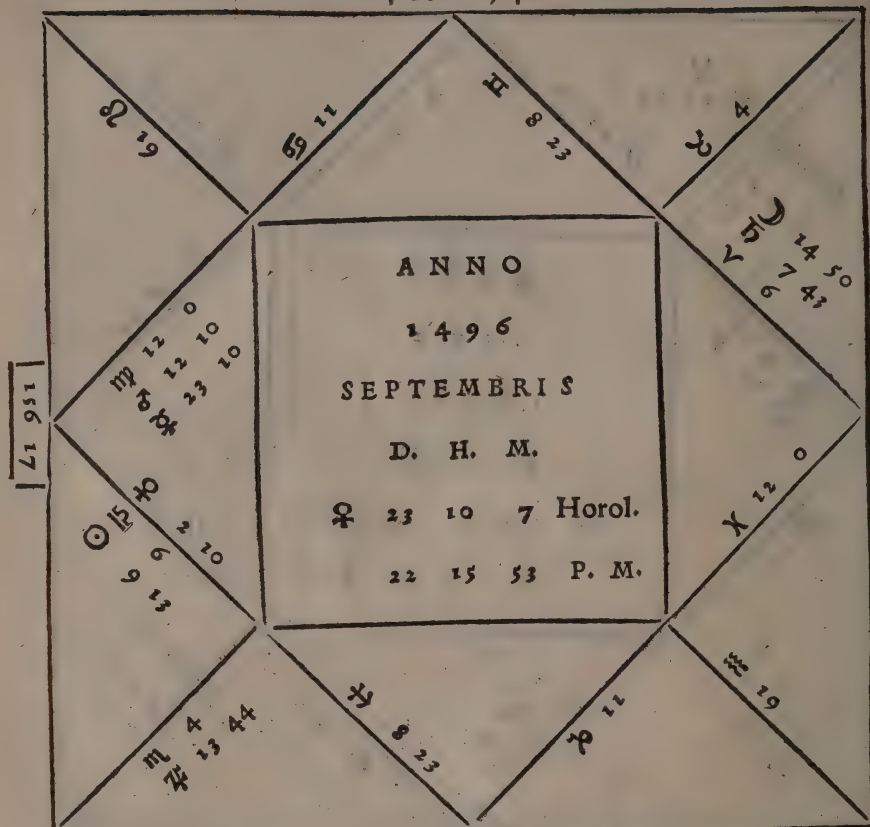 ♌ 19
♋ 11
♊ 8 23
♉ 4
☽ 14 50
♄ 7 43
♈ 6
ANNO
1496
SEPTEMBRIS
D. H. M.
♀ 23 10 7 Horol.
22 15 53 P. M.
♍ 12 0
♂ 12 10
☿ 23 10
156 17
♀ 2 10
♎ 6
☉ 9 13
♓ 12 0
♏ 4
♃ 13 44
♐ 8 23
♑ 11
♒ 19